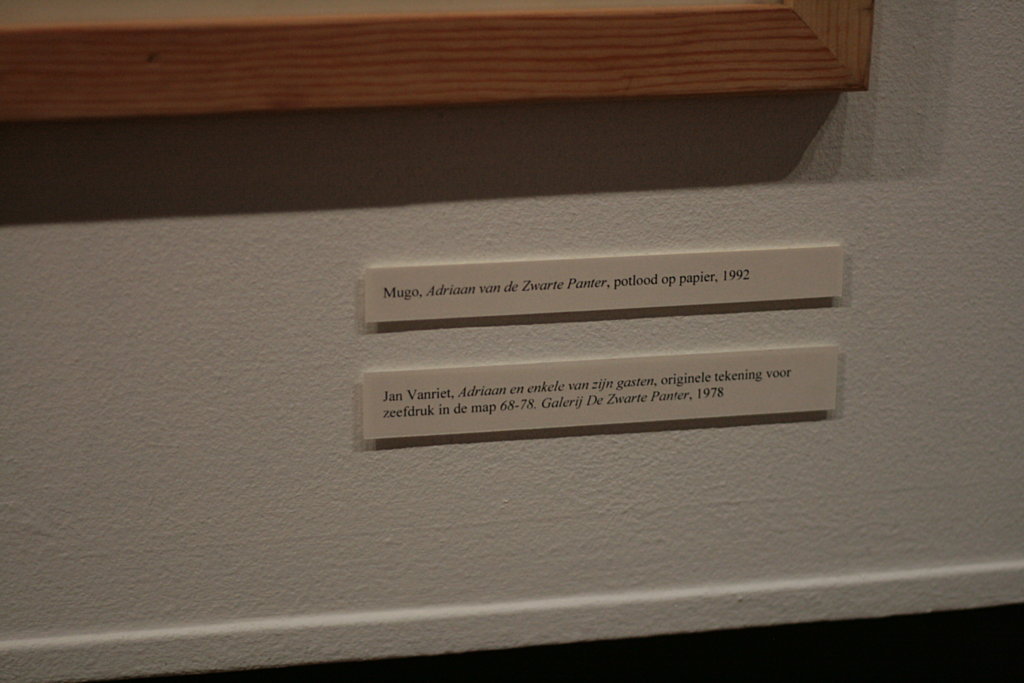 Mugo, Adriaan van de Zwarte Panter, potlood op papier, 1992
Jan Vanriet, Adriaan en enkele van zijn gasten, originele tekening voor
zeefdruk in de map 68-78. Galerij De Zwarte Panter, 1978